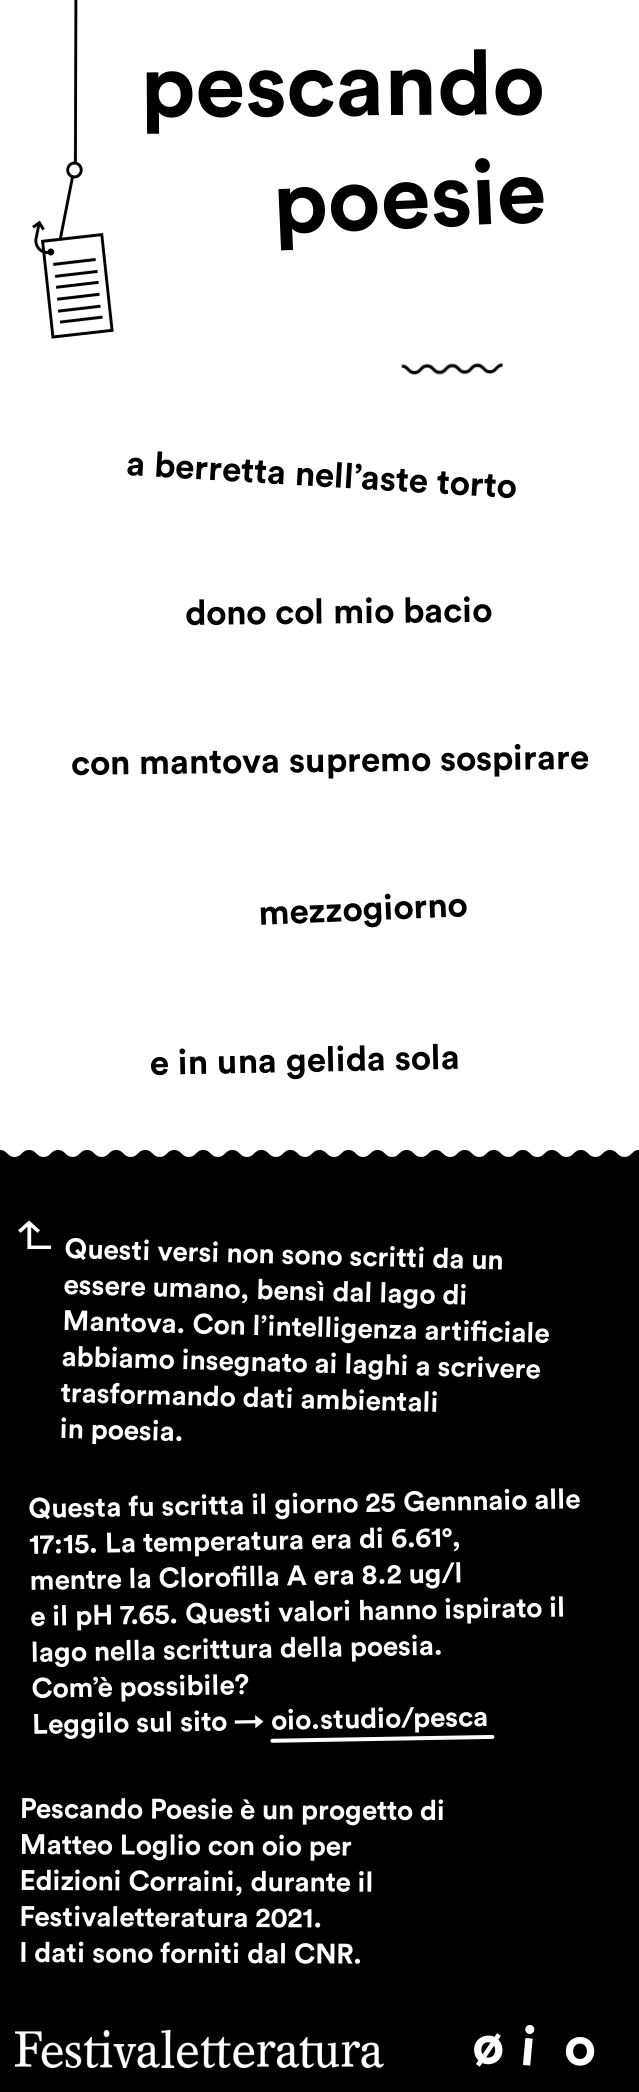 pescando
poesie
a berretta nell'aste torto
dono col mio bacio
con mantova supremo sospirare
mezzogiorno
e in una gelida sola
Questi versi non sono scritti da un
essere umano, bensì dal lago di
Mantova. Con l'intelligenza artificiale
abbiamo insegnato ai laghi a scrivere
trasformando dati ambientali
in poesia.
Questa fu scritta il giorno 25 Gennnaio alle
17:15. La temperatura era di 6.61°,
mentre la Clorofilla A era 8.2 ug/l
e il pH 7.65. Questi valori hanno ispirato il
lago nella scrittura della poesia.
Com'è possibile?
Leggilo sul sito → oio.studio/pesca
Pescando Poesie è un progetto di
Matteo Loglio con oio per
Edizioni Corraini, durante il
Festivaletteratura 2021.
I dati sono forniti dal CNR.
Festivaletteratura ø i o